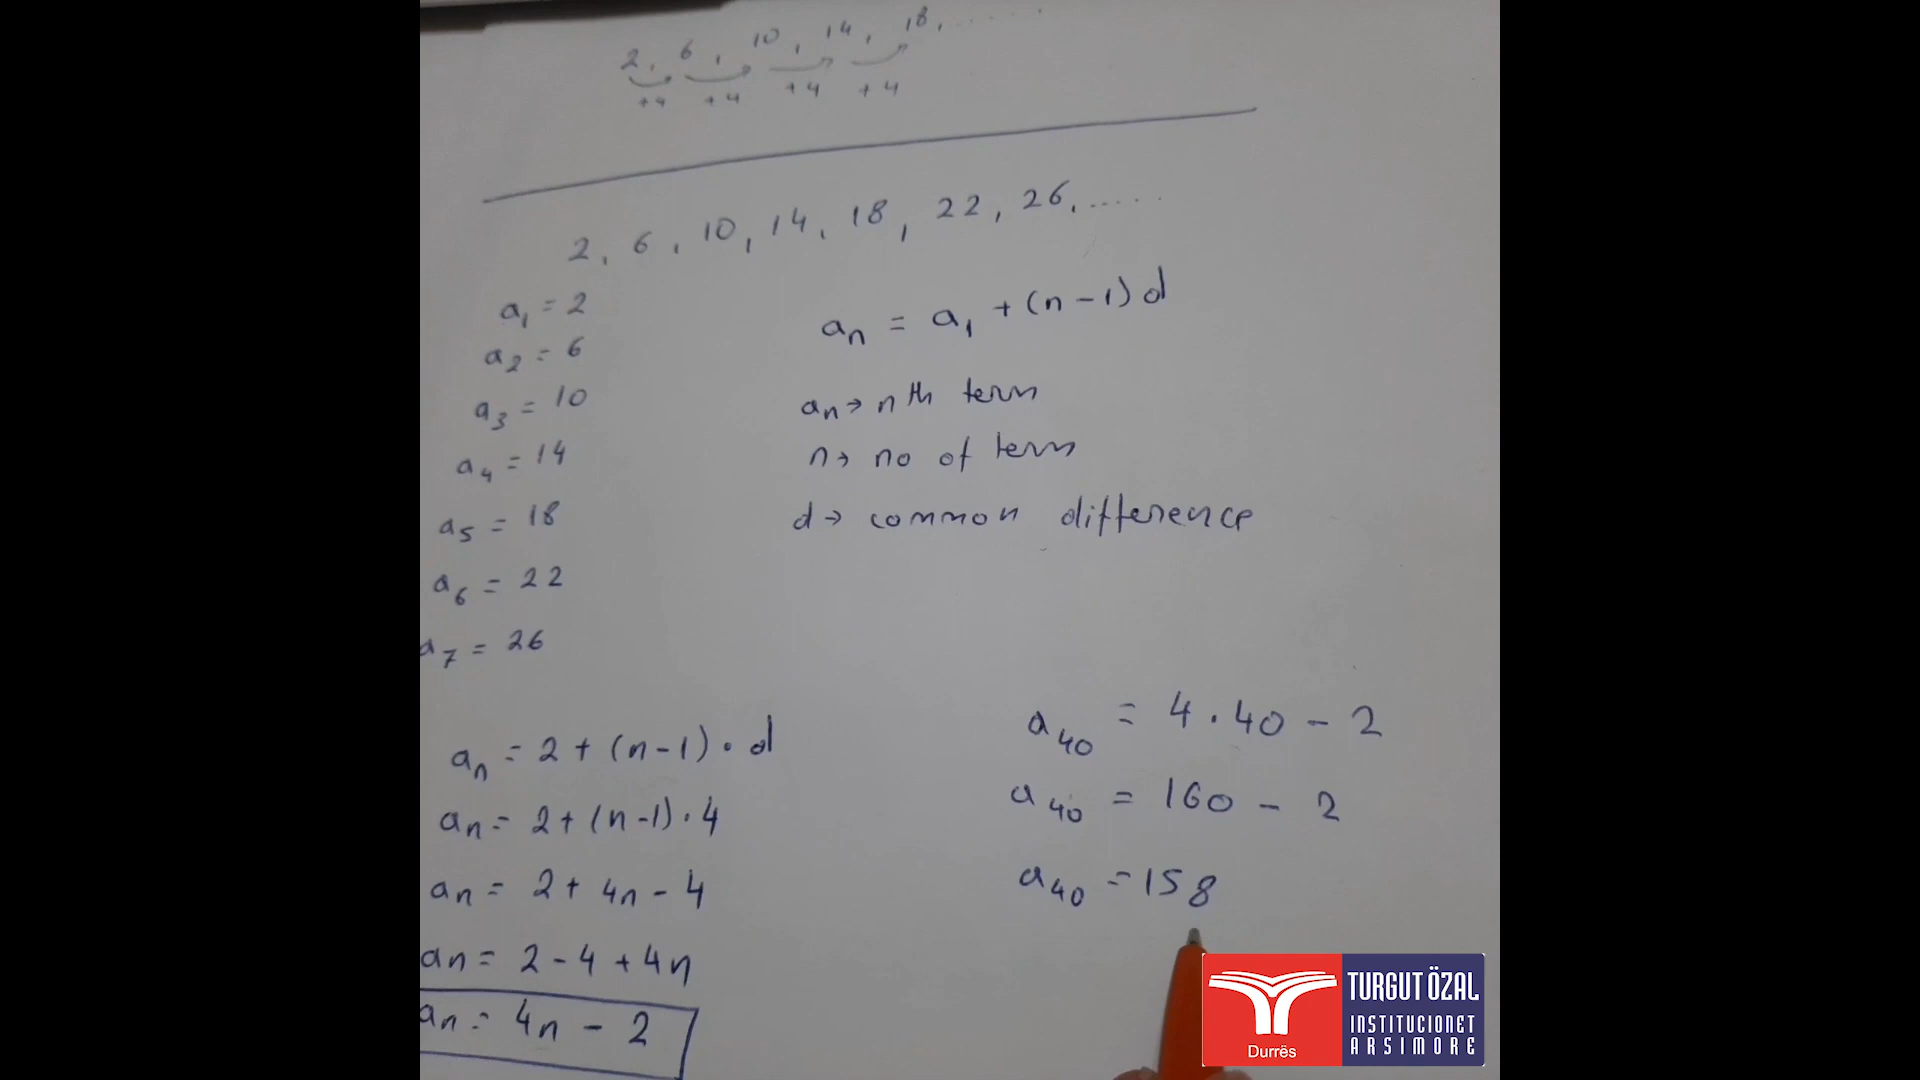 2, 6, 10, 14, 18, ......
+4 +4 +4 +4
2, 6, 10, 14, 18, 22, 26, .....
a1 = 2
a2 = 6
a3 = 10
a4 = 14
a5 = 18
a6 = 22
a7 = 26
an = a1 + (n-1) d
an → nth term
n → no of term
d → common difference
an = 2 + (n-1) · d
an = 2 + (n-1) · 4
an = 2 + 4n - 4
an = 2 - 4 + 4n
an = 4n - 2
a40 = 4 . 40 - 2
a40 = 160 - 2
a40 = 158
Durrës
TURGUT ÖZAL
INSTITUCIONET
ARSIMORE